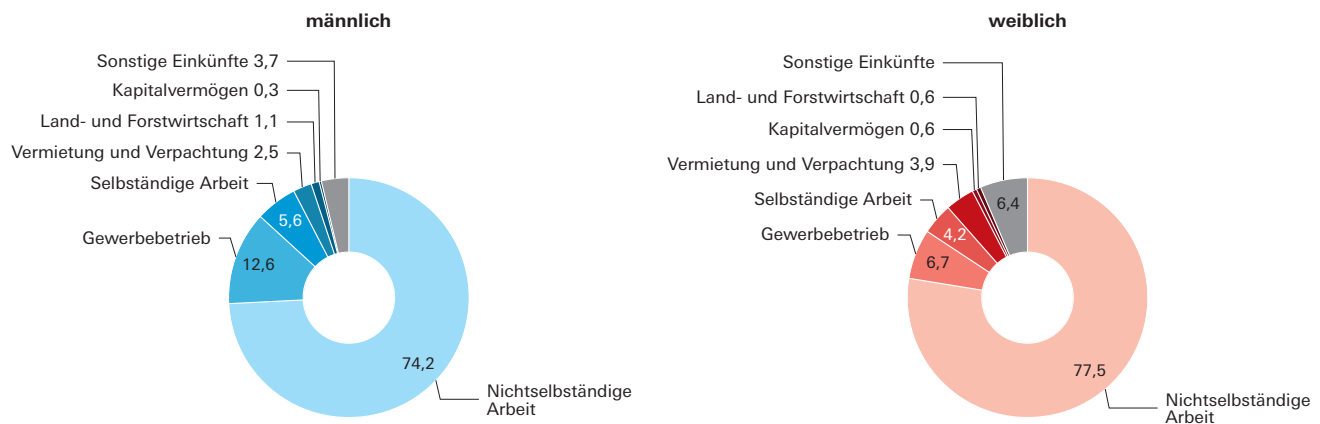 männlich
Sonstige Einkünfte 3,7
Kapitalvermögen 0,3
Land- und Forstwirtschaft 1,1
Vermietung und Verpachtung 2,5
Selbständige Arbeit
5,6
Gewerbebetrieb
12,6
74,2
Nichtselbständige
Arbeit
weiblich
Sonstige Einkünfte
Land- und Forstwirtschaft 0,6
Kapitalvermögen 0,6
Vermietung und Verpachtung 3,9
Selbständige Arbeit
6,4
4,2
Gewerbebetrieb
6,7
77,5
Nichtselbständige
Arbeit